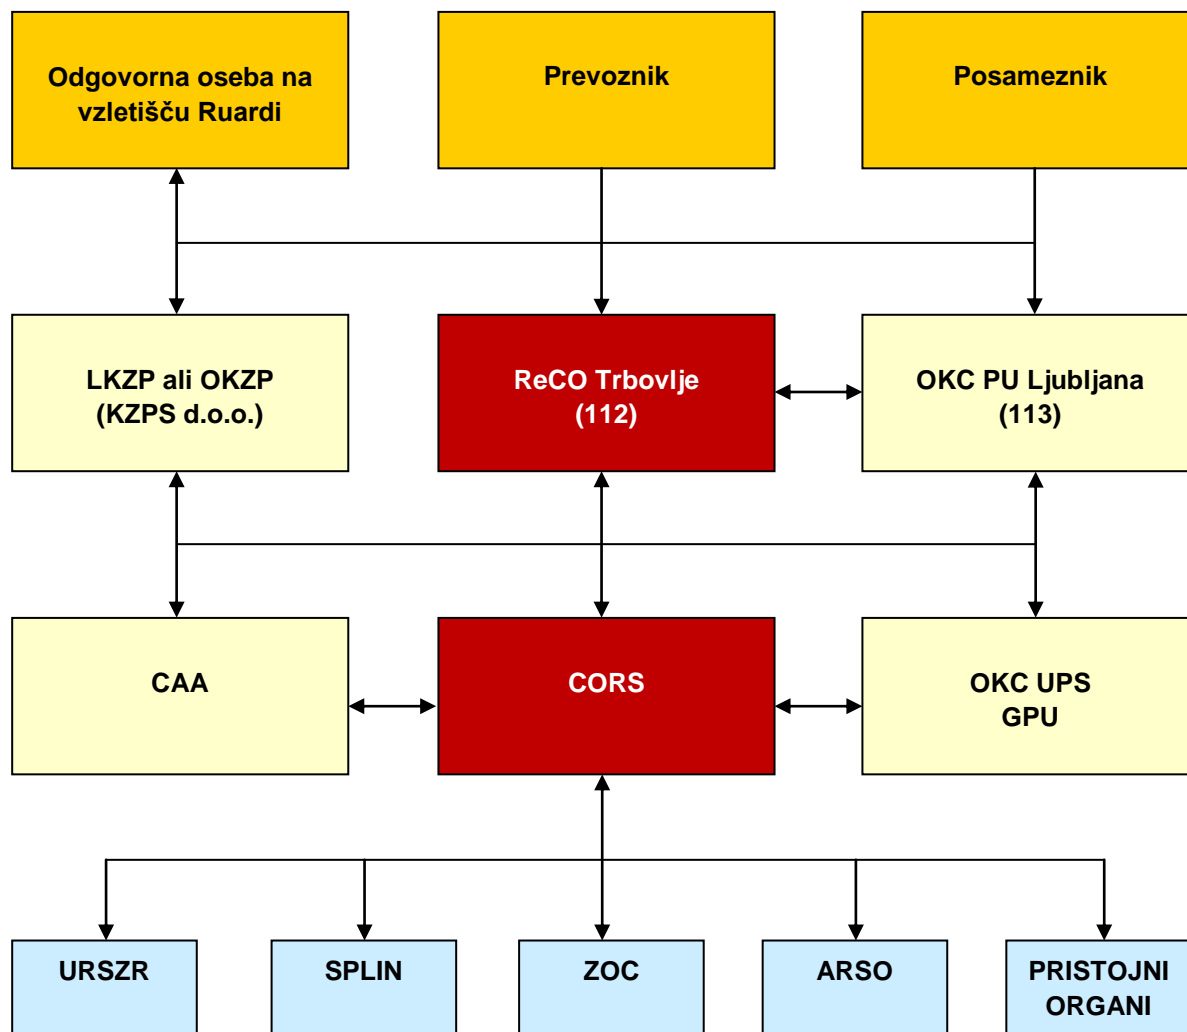 Odgovorna oseba na
vzletišču Ruardi
Prevoznik
Posameznik
LKZP ali OKZP
(KZPS d.o.o.)
ReCO Trbovlje
(112)
OKC PU Ljubljana
(113)
CAA
CORS
OKC UPS
GPU
URSZR
SPLIN
ZOC
ARSO
PRISTOJNI
ORGANI